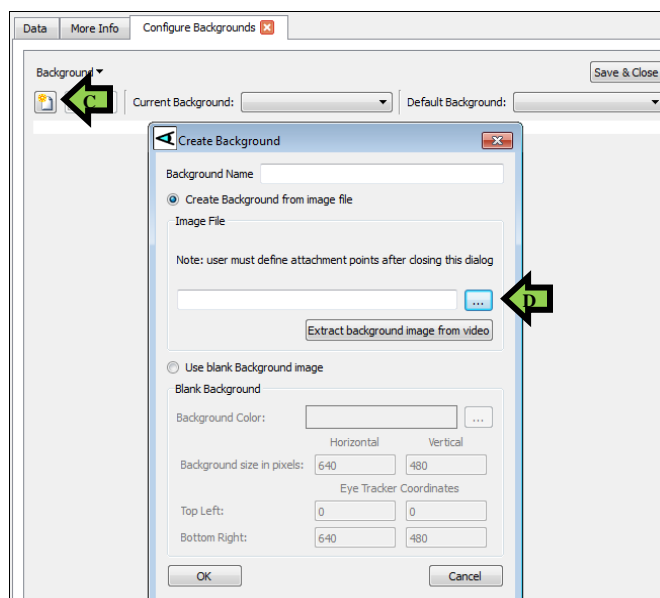 Data More Info Configure Backgrounds
Background
Save & Close
C Current Background: Default Background:
Create Background
Background Name
Create Background from image file
Image File
Note: user must define attachment points after closing this dialog
... D
Extract background image from video
Use blank Background image
Blank Background
Background Color: ...
Horizontal Vertical
Background size in pixels: 640 480
Eye Tracker Coordinates
Top Left: 0 0
Bottom Right: 640 480
OK Cancel